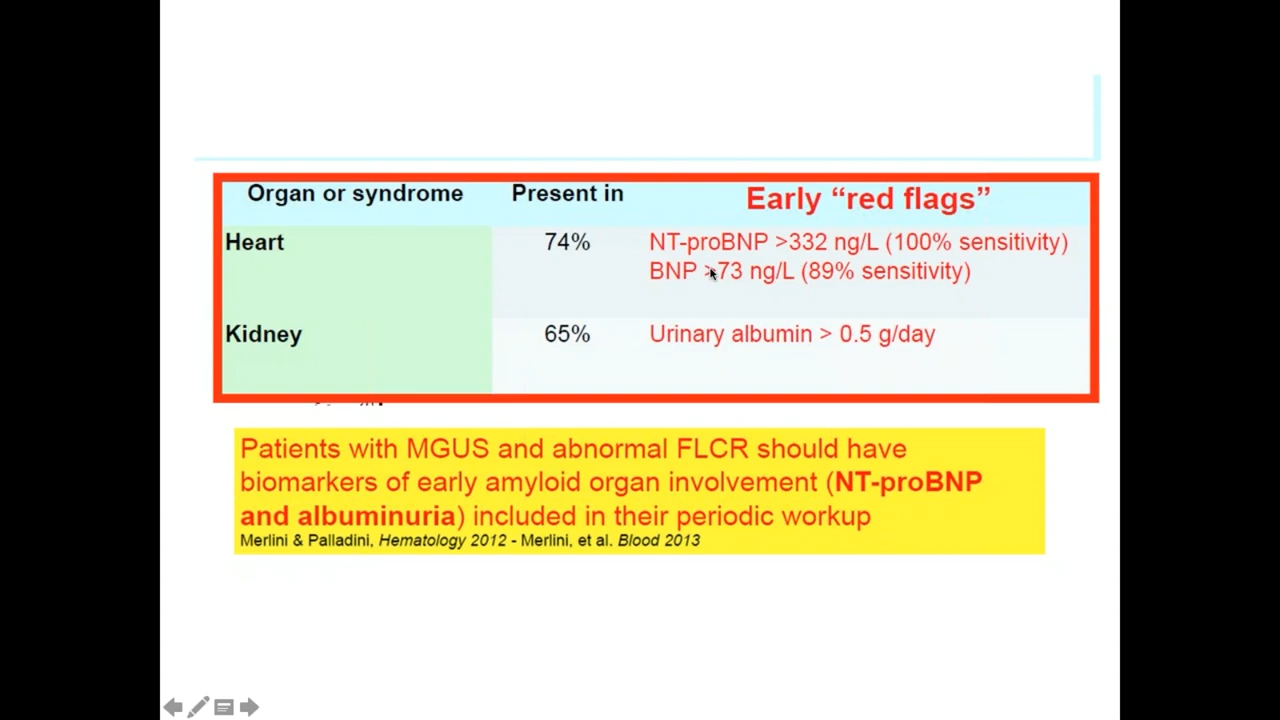 Organ or syndrome Present in Early “red flags”
Heart 74% NT-proBNP >332 ng/L (100% sensitivity)
BNP >73 ng/L (89% sensitivity)
Kidney 65% Urinary albumin > 0.5 g/day
Patients with MGUS and abnormal FLCR should have
biomarkers of early amyloid organ involvement (NT-proBNP
and albuminuria) included in their periodic workup
Merlini & Palladini, Hematology 2012 - Merlini, et al. Blood 2013